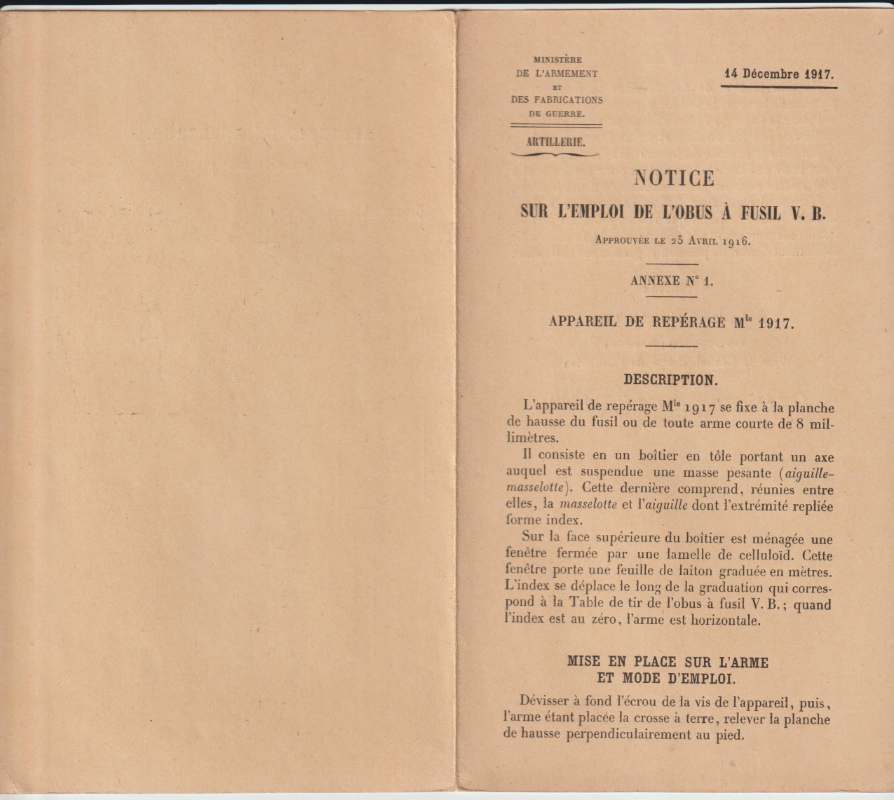 MINISTÈRE
DE L'ARMEMENT
ET
DES FABRICATIONS
DE GUERRE.
ARTILLERIE.
14 Décembre 1917.
NOTICE
SUR L'EMPLOI DE L'OBUS À FUSIL V. B.
APPROUVÉE LE 25 AVRIL 1916.
ANNEXE N° 1.
APPAREIL DE REPÉRAGE Mle 1917.
DESCRIPTION.
L'appareil de repérage Mle 1917 se fixe à la planche
de hausse du fusil ou de toute arme courte de 8 mil-
limètres.
Il consiste en un boîtier en tôle portant un axe
auquel est suspendue une masse pesante (aiguille-
masselotte). Cette dernière comprend, réunies entre
elles, la masselotte et l'aiguille dont l'extrémité repliée
forme index.
Sur la face supérieure du boîtier est ménagée une
fenêtre fermée par une lamelle de celluloïd. Cette
fenêtre porte une feuille de laiton graduée en mètres.
L'index se déplace le long de la graduation qui corres-
pond à la Table de tir de l'obus à fusil V. B.; quand
l'index est au zéro, l'arme est horizontale.
MISE EN PLACE SUR L'ARME
ET MODE D'EMPLOI.
Dévisser à fond l'écrou de la vis de l'appareil, puis,
l'arme étant placée la crosse à terre, relever la planche
de hausse perpendiculairement au pied.